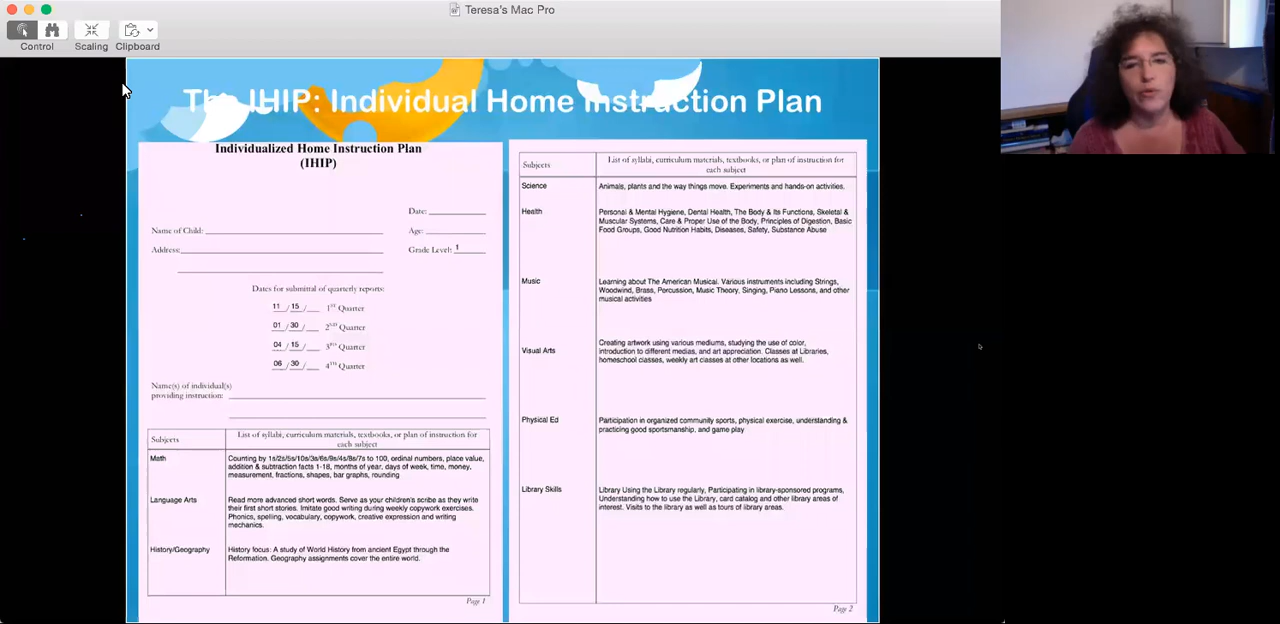 Teresa's Mac Pro
Control
Scaling
Clipboard
The IHIP: Individual Home Instruction Plan
Individualized Home Instruction Plan
(IHIP)
Date:
Name of Child:
Age:
Address:
Grade Level: 1
Dates for submittal of quarterly reports:
11 / 15 / 1ST Quarter
01 / 30 / 2ND Quarter
04 / 15 / 3RD Quarter
06 / 30 / 4TH Quarter
Name(s) of individual(s)
providing instruction:
Subjects
List of syllabi, curriculum materials, textbooks, or plan of instruction for
each subject
Math
Counting by 1s/2s/5s/10s/3s/6s/9s/4s/8s/7s to 100, ordinal numbers, place value,
addition & subtraction facts 1-18, months of year, days of week, time, money,
measurement, fractions, shapes, bar graphs, rounding
Language Arts
Read more advanced short words. Serve as your children's scribe as they write
their first short stories. Imitate good writing during weekly copywork exercises.
Phonics, spelling, vocabulary, copywork, creative expression and writing
mechanics.
History/Geography
History focus: A study of World History from ancient Egypt through the
Reformation. Geography assignments cover the entire world.
Page 1
Subjects
List of syllabi, curriculum materials, textbooks, or plan of instruction for
each subject
Science
Animals, plants and the way things move. Experiments and hands-on activities.
Health
Personal & Mental Hygiene, Dental Health, The Body & Its Functions, Skeletal &
Muscular Systems, Care & Proper Use of the Body, Principles of Digestion, Basic
Food Groups, Good Nutrition Habits, Diseases, Safety, Substance Abuse
Music
Learning about The American Musical. Various instruments including Strings,
Woodwind, Brass, Percussion, Music Theory, Singing, Piano Lessons, and other
musical activities
Visual Arts
Creating artwork using various mediums, studying the use of color,
introduction to different medias, and art appreciation. Classes at Libraries,
homeschool classes, weekly art classes at other locations as well.
Physical Ed
Participation in organized community sports, physical exercise, understanding &
practicing good sportsmanship, and game play
Library Skills
Library Using the Library regularly, Participating in library-sponsored programs,
Understanding how to use the Library, card catalog and other library areas of
interest. Visits to the library as well as tours of library areas.
Page 2